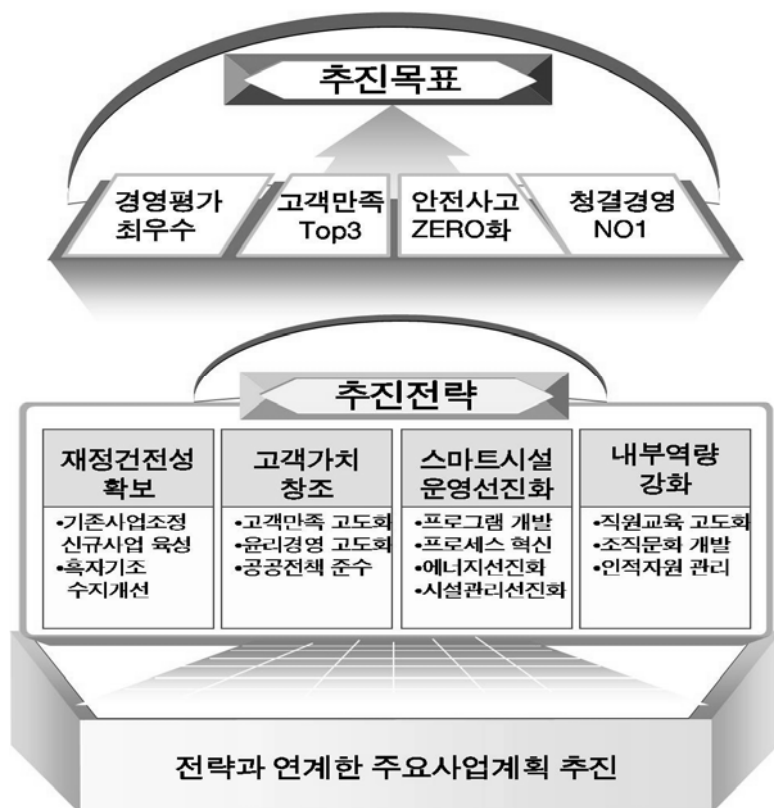 추진목표
경영평가
최우수
고객만족
Top3
안전사고
ZERO화
청결경영
NO1
추진전략
재정건전성
확보
•기존사업조정
신규사업 육성
•흑자기조
수지개선
고객가치
창조
•고객만족 고도화
•윤리경영 고도화
•공공전책 준수
스마트시설
운영선진화
•프로그램 개발
•프로세스 혁신
•에너지선진화
•시설관리선진화
내부역량
강화
•직원교육 고도화
•조직문화 개발
•인적자원 관리
전략과 연계한 주요사업계획 추진